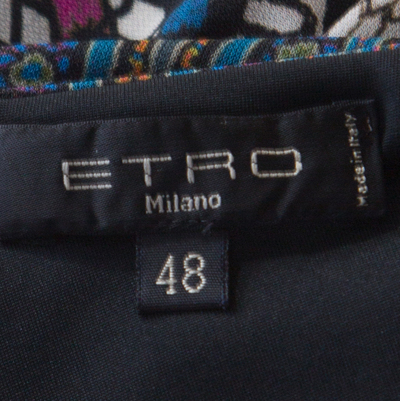 ETRO
Milano
Made in Italy
48